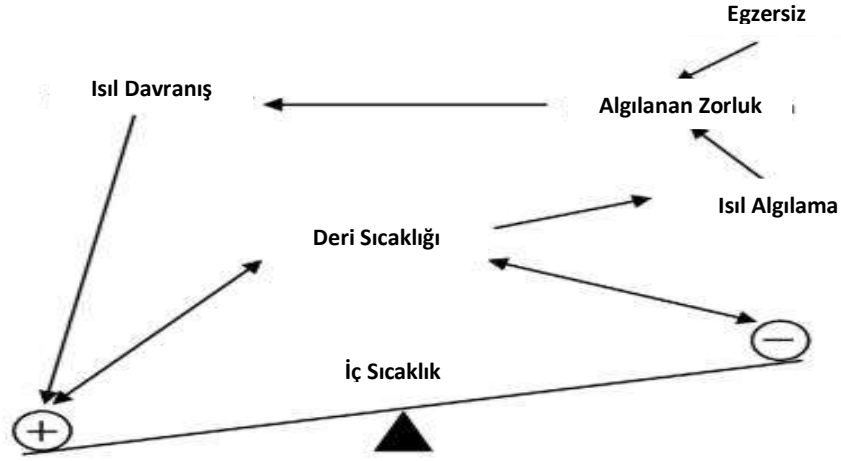 Egzersiz
Isıl Davranış
Algılanan Zorluk
Isıl Algılama
Deri Sıcaklığı
İç Sıcaklık
+
−